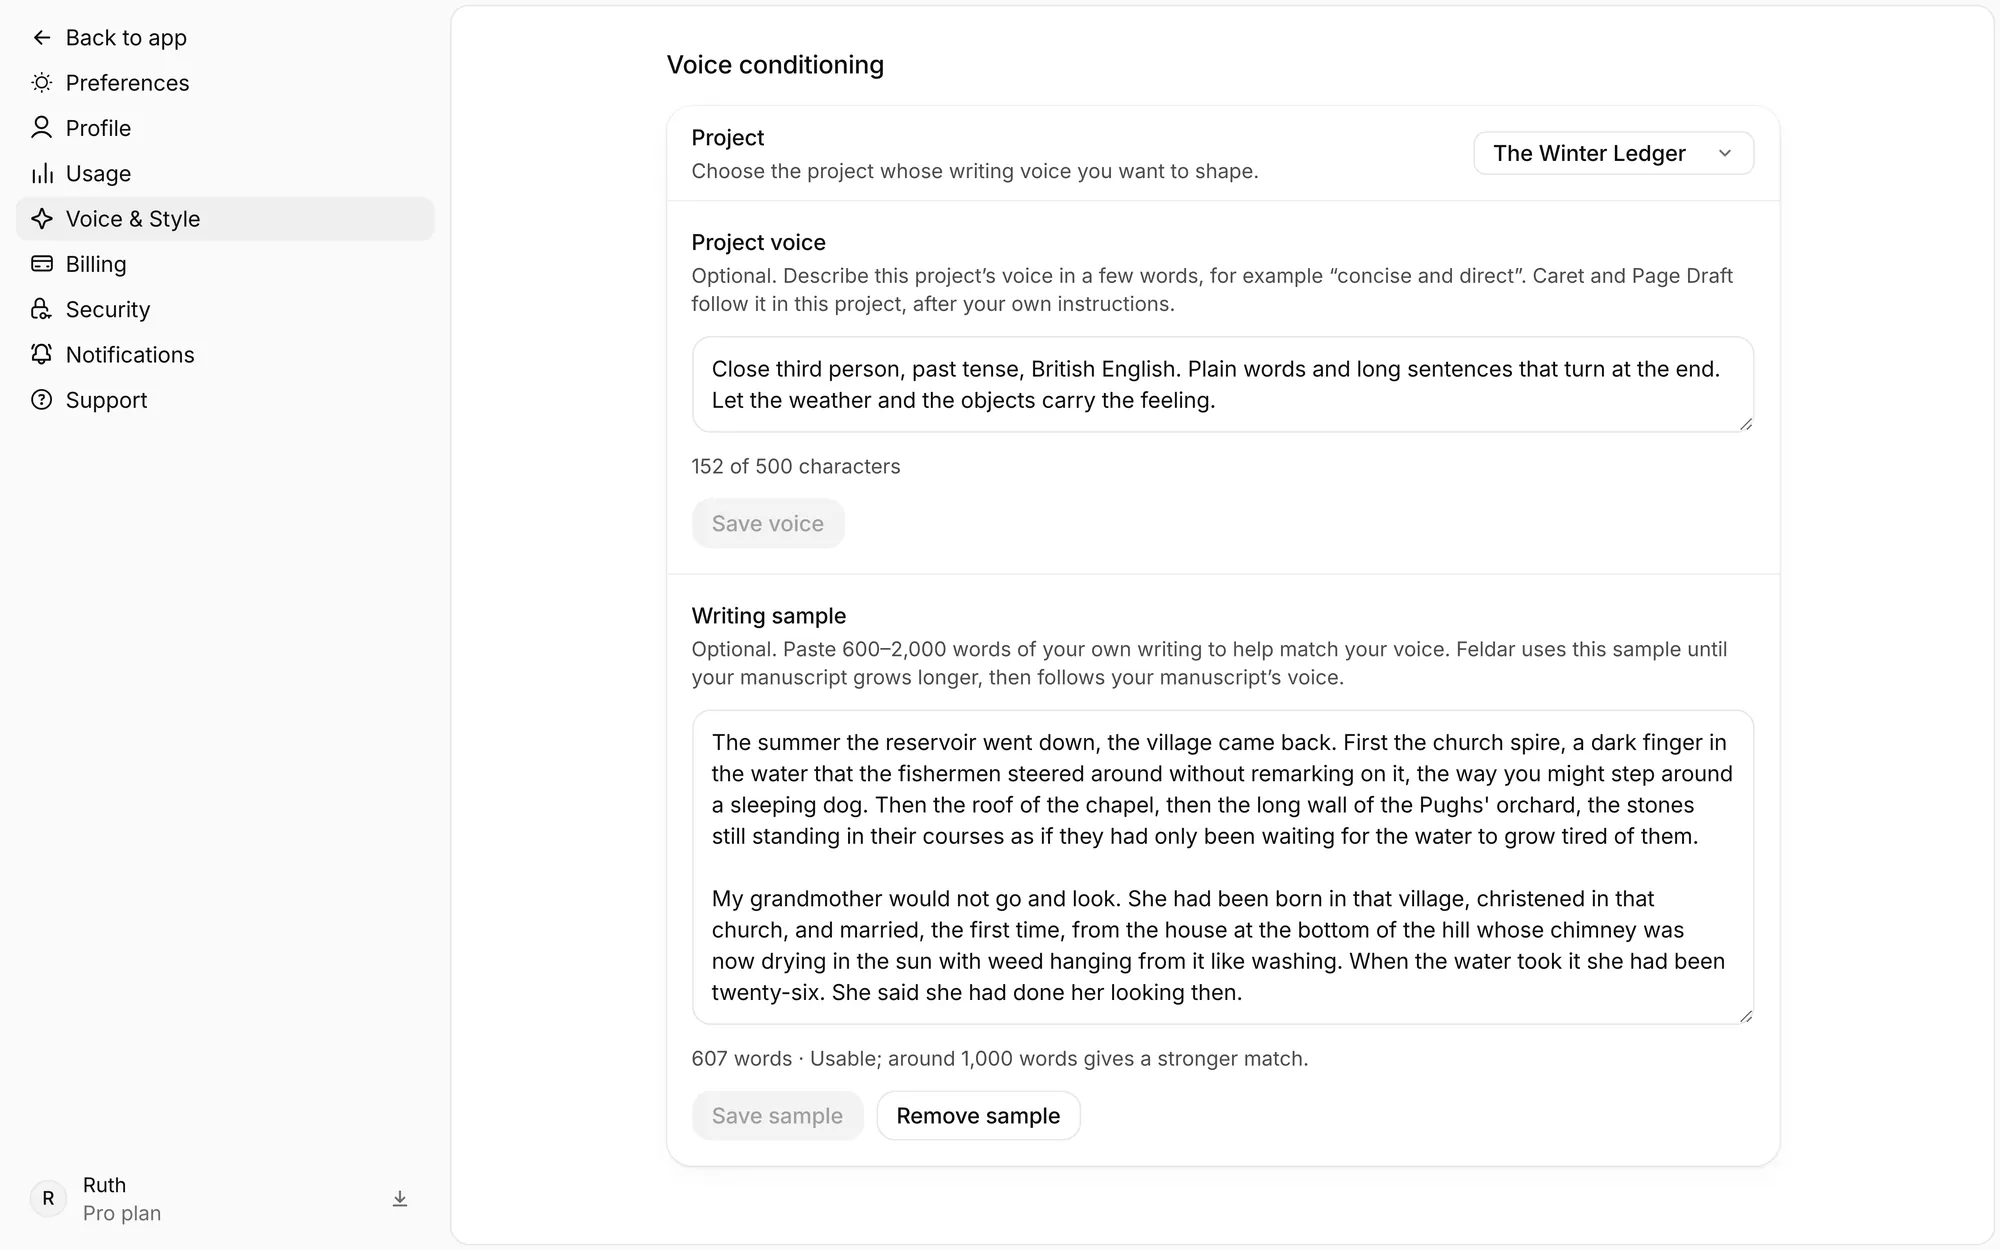 Back to app
Preferences
Profile
Usage
Voice & Style
Billing
Security
Notifications
Support
R
Ruth
Pro plan
Voice conditioning
Project
Choose the project whose writing voice you want to shape.
The Winter Ledger
Project voice
Optional. Describe this project’s voice in a few words, for example “concise and direct”. Caret and Page Draft
follow it in this project, after your own instructions.
Close third person, past tense, British English. Plain words and long sentences that turn at the end.
Let the weather and the objects carry the feeling.
152 of 500 characters
Save voice
Writing sample
Optional. Paste 600–2,000 words of your own writing to help match your voice. Feldar uses this sample until
your manuscript grows longer, then follows your manuscript’s voice.
The summer the reservoir went down, the village came back. First the church spire, a dark finger in
the water that the fishermen steered around without remarking on it, the way you might step around
a sleeping dog. Then the roof of the chapel, then the long wall of the Pughs' orchard, the stones
still standing in their courses as if they had only been waiting for the water to grow tired of them.
My grandmother would not go and look. She had been born in that village, christened in that
church, and married, the first time, from the house at the bottom of the hill whose chimney was
now drying in the sun with weed hanging from it like washing. When the water took it she had been
twenty-six. She said she had done her looking then.
607 words · Usable; around 1,000 words gives a stronger match.
Save sample
Remove sample